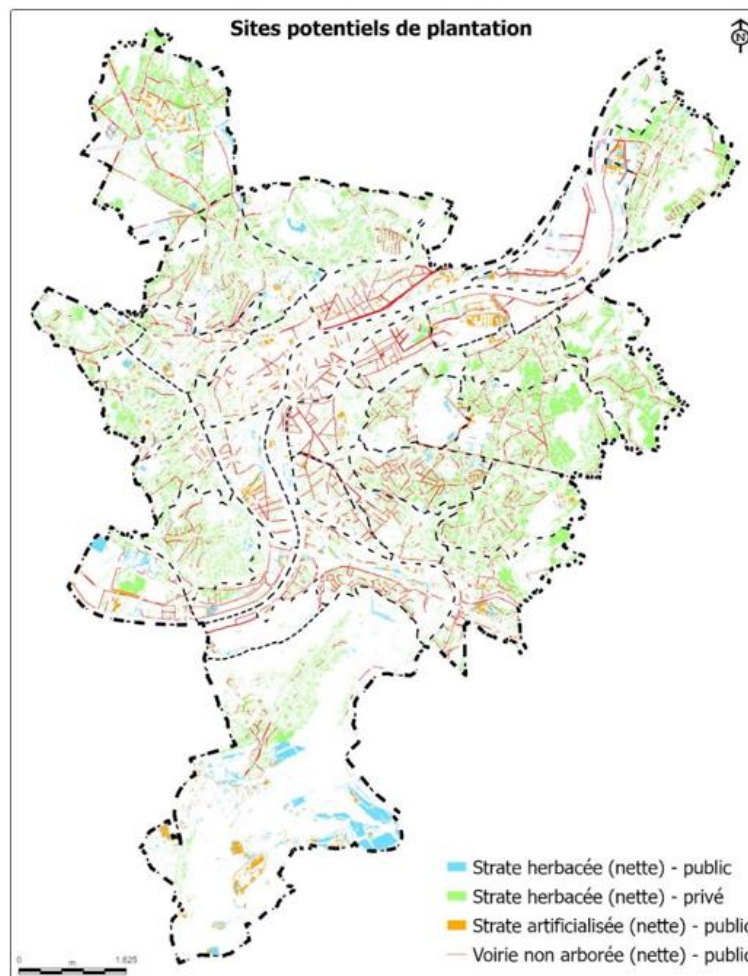 Sites potentiels de plantation
N
Strate herbacée (nette) - public
Strate herbacée (nette) - privé
Strate artificialisée (nette) - public
Voirie non arborée (nette) - public
0 m 1.625